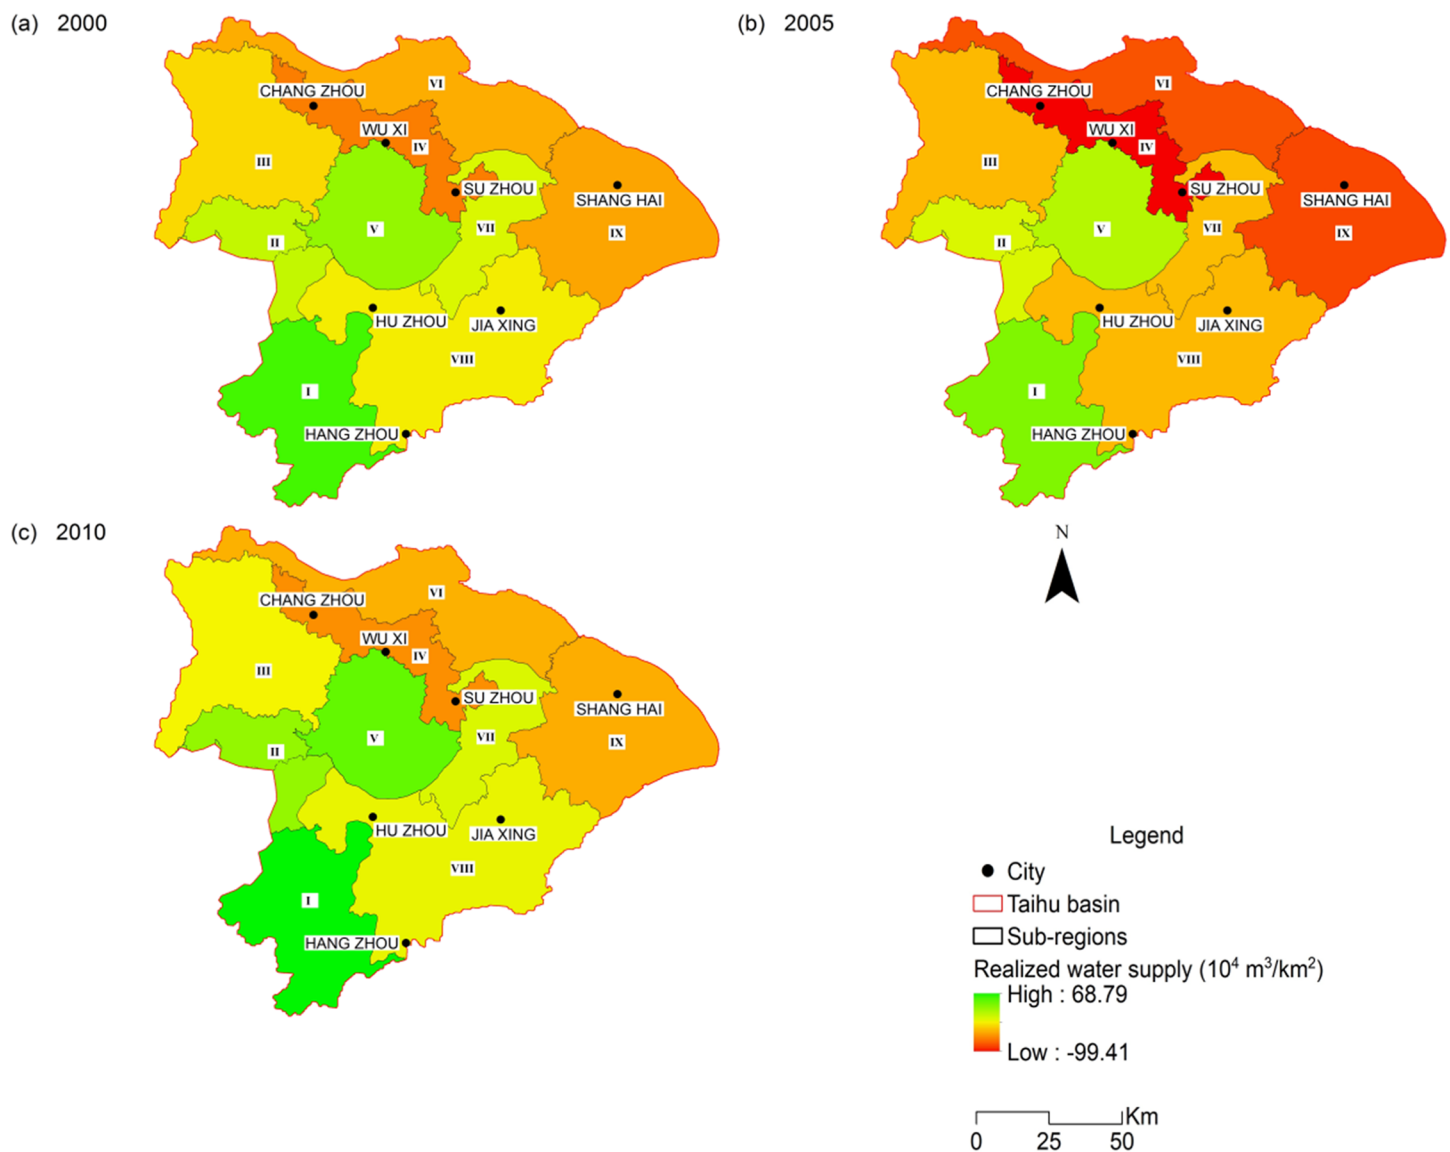 (a) 2000
VI
CHANG ZHOU
WU XI
IV
III
SU ZHOU
SHANG HAI
V
VII
IX
II
HU ZHOU
JIA XING
VIII
I
HANG ZHOU
(b) 2005
VI
CHANG ZHOU
WU XI
IV
III
SU ZHOU
SHANG HAI
V
VII
IX
II
HU ZHOU
JIA XING
VIII
I
HANG ZHOU
(c) 2010
VI
CHANG ZHOU
WU XI
IV
III
SU ZHOU
SHANG HAI
V
VII
IX
II
HU ZHOU
JIA XING
VIII
I
HANG ZHOU
N
Legend
City
Taihu basin
Sub-regions
Realized water supply (10⁴ m³/km²)
High : 68.79
Low : -99.41
Km
0 25 50